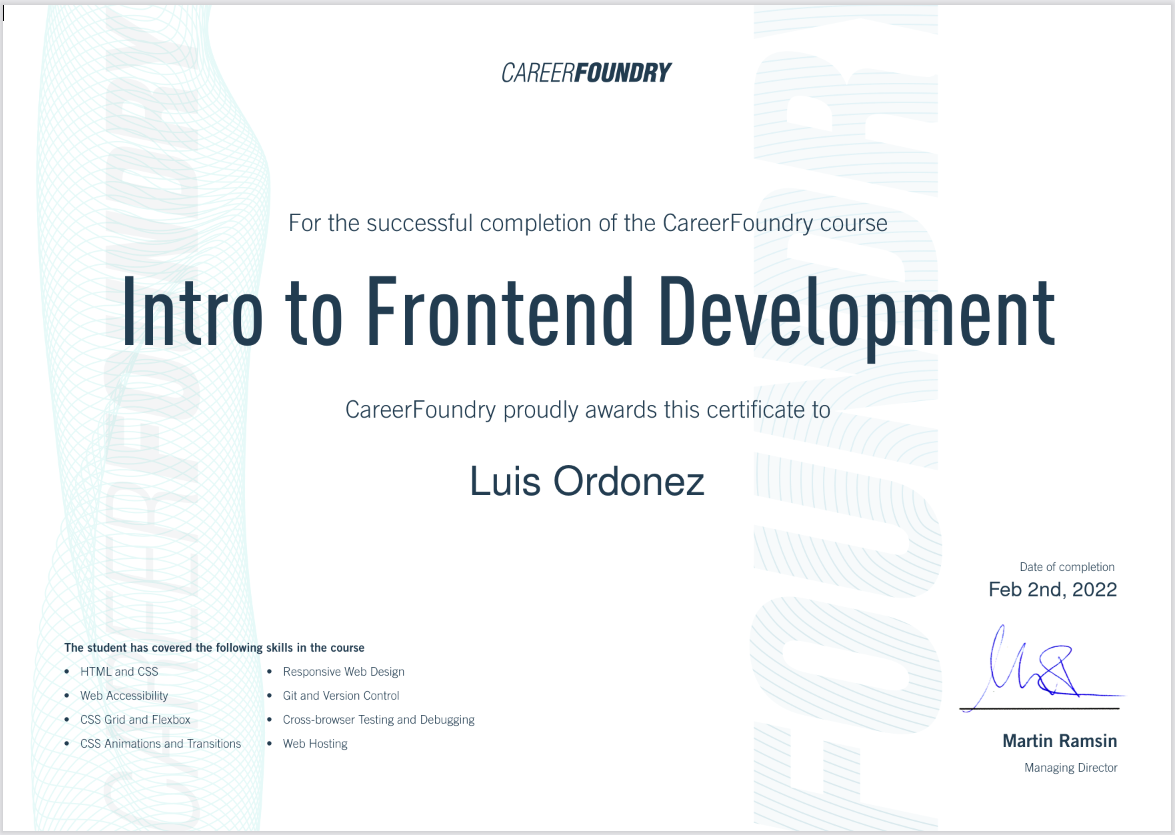 CAREERFOUNDRY
For the successful completion of the CareerFoundry course
Intro to Frontend Development
CareerFoundry proudly awards this certificate to
Luis Ordonez
Date of completion
Feb 2nd, 2022
The student has covered the following skills in the course
• HTML and CSS
• Web Accessibility
• CSS Grid and Flexbox
• CSS Animations and Transitions
• Responsive Web Design
• Git and Version Control
• Cross-browser Testing and Debugging
• Web Hosting
Martin Ramsin
Managing Director
CAREERFOUNDRY
FOUNDRY